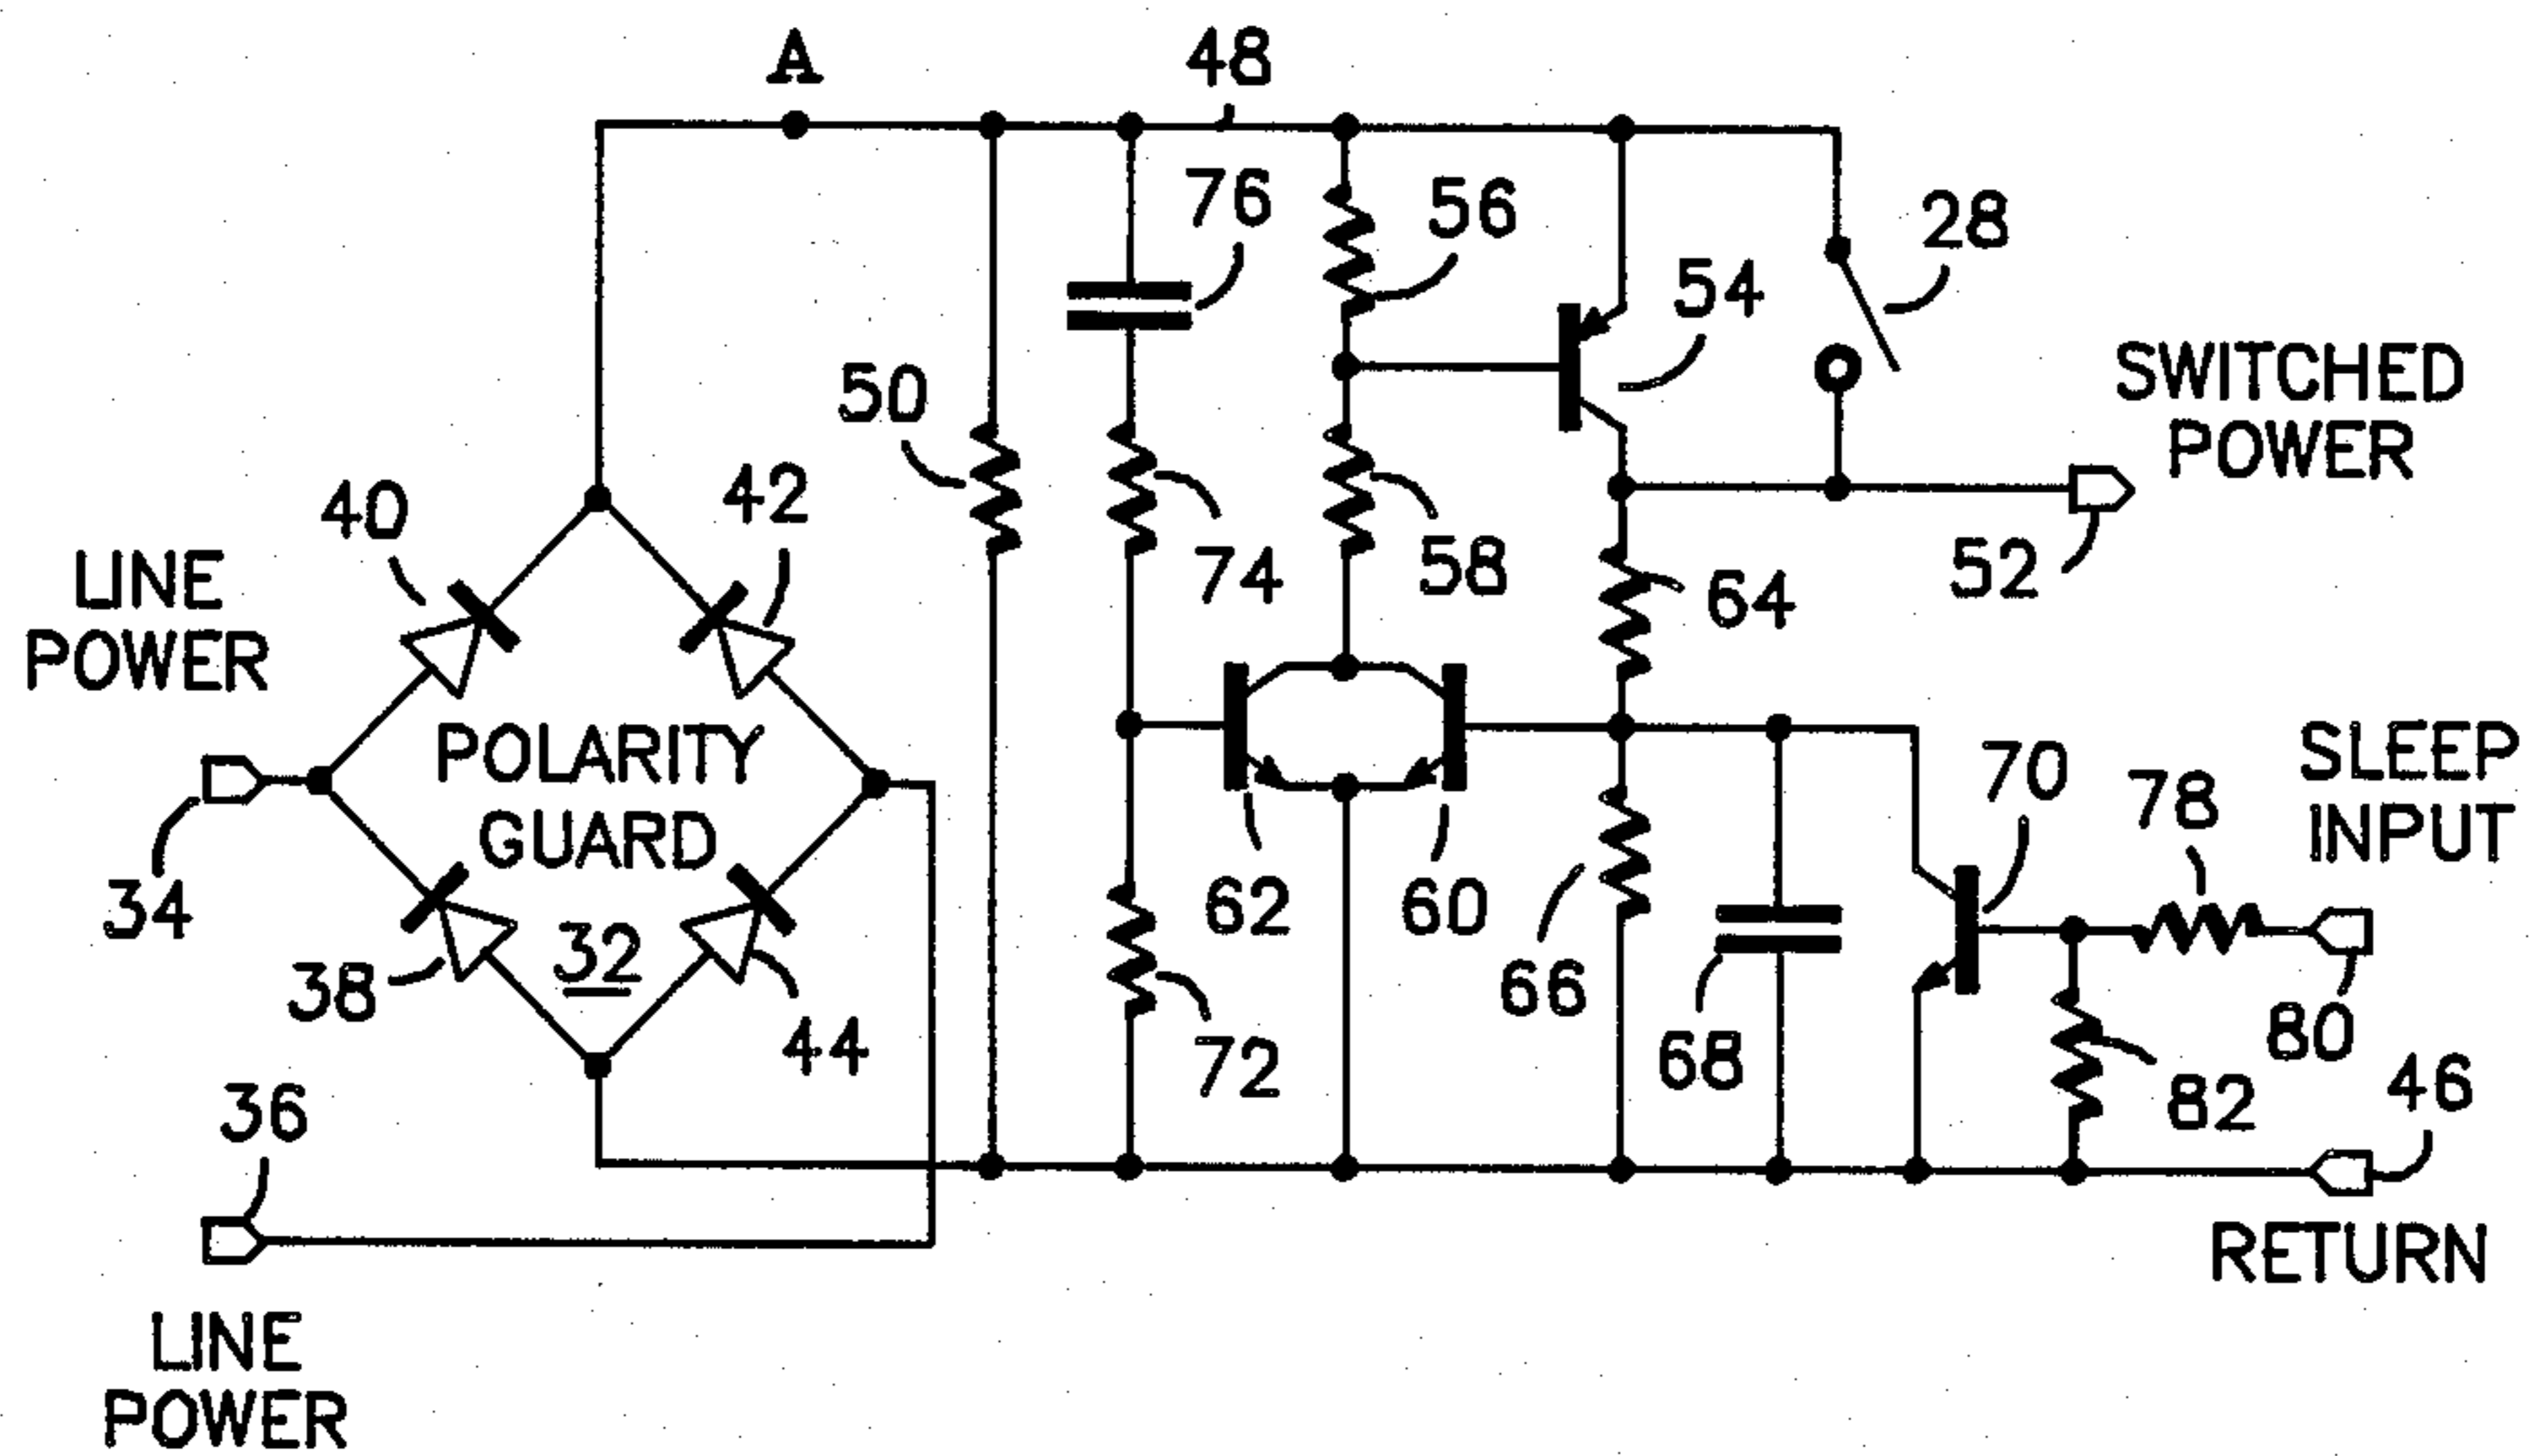 A
48
76
56
28
54
50
SWITCHED
POWER
40
42
LINE
POWER
74
58
52
64
POLARITY
GUARD
SLEEP
INPUT
70
78
34
62
60
32
38
66
44
72
68
80
82
46
36
RETURN
LINE
POWER